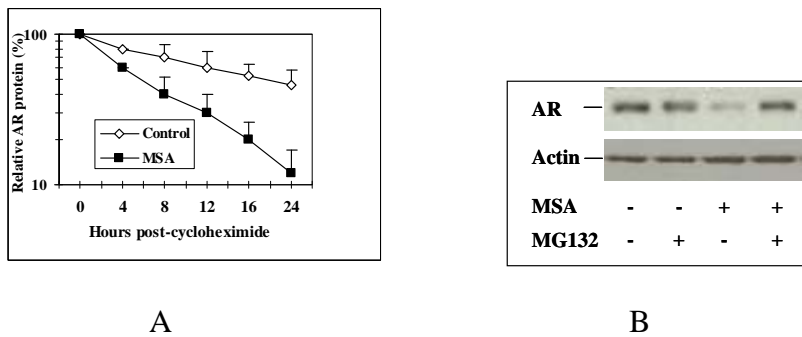 Relative AR protein (%)
100
10
Control
MSA
0 4 8 12 16 24
Hours post-cycloheximide
A
AR
Actin
MSA - - + +
MG132 - + - +
B